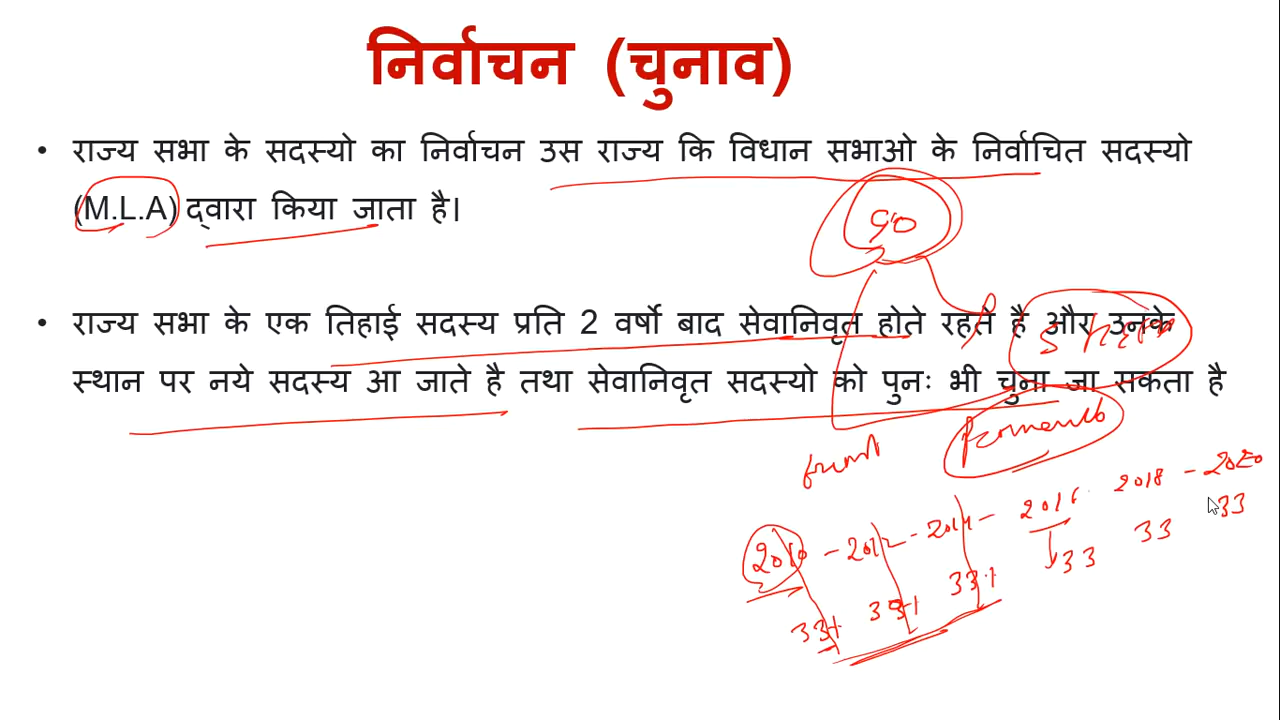 निर्वाचन (चुनाव)
• राज्य सभा के सदस्यो का निर्वाचन उस राज्य कि विधान सभाओ के निर्वाचित सदस्यो
(M.L.A) द्वारा किया जाता है।
90
• राज्य सभा के एक तिहाई सदस्य प्रति 2 वर्षो बाद सेवानिवृत होते रहते है और उनके
स्थान पर नये सदस्य आ जाते है तथा सेवानिवृत सदस्यो को पुनः भी चुना जा सकता है
2010 - 2012 - 2014 - 2016 2018 - 2020
33 33 33 33 33 33